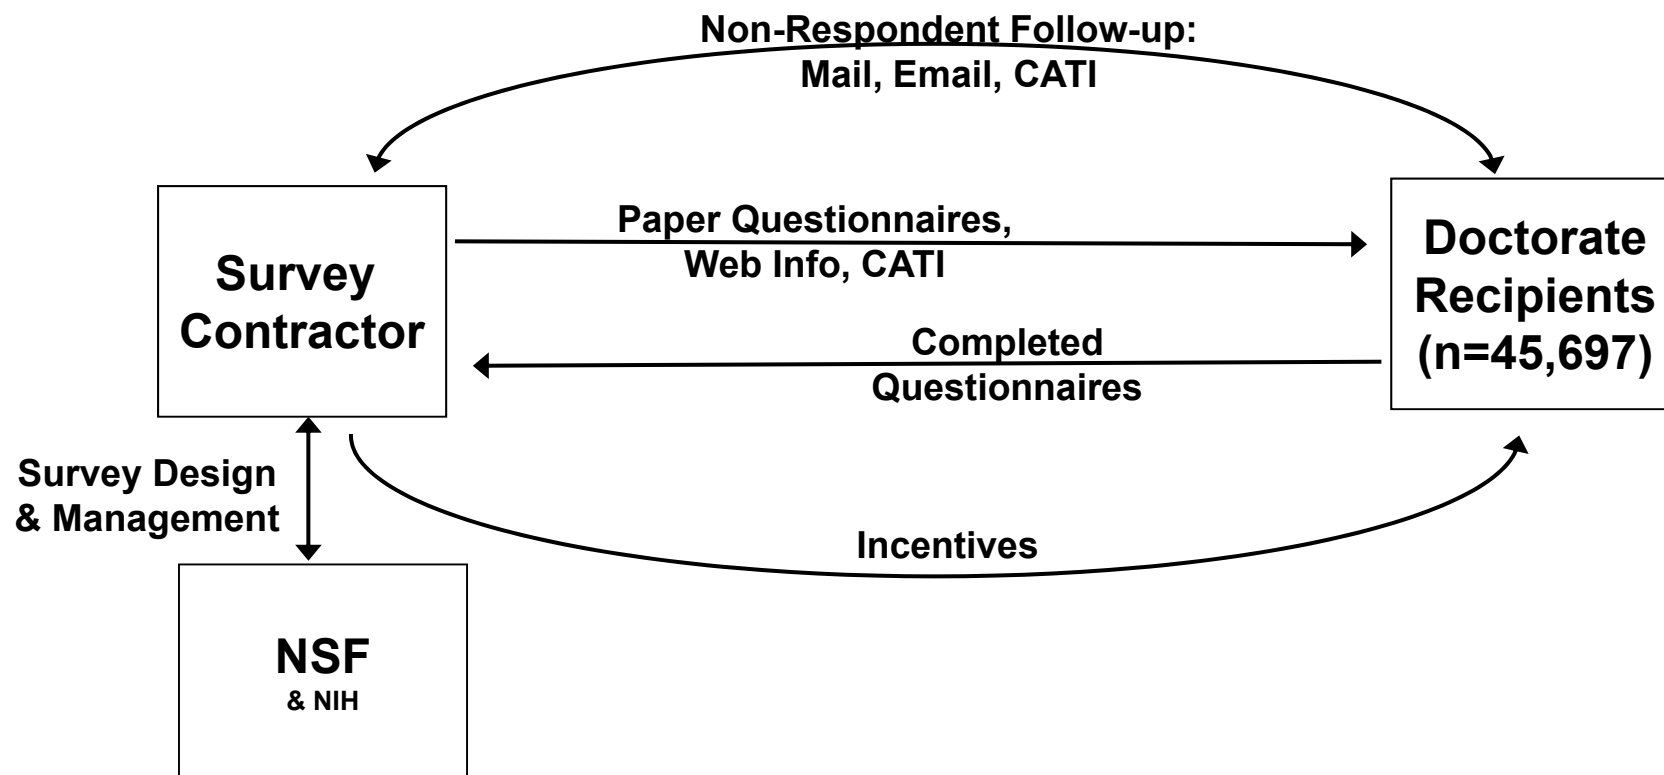 Non-Respondent Follow-up:
Mail, Email, CATI
Paper Questionnaires,
Web Info, CATI
Survey
Contractor
Doctorate
Recipients
(n=45,697)
Completed
Questionnaires
Survey Design
& Management
Incentives
NSF
& NIH